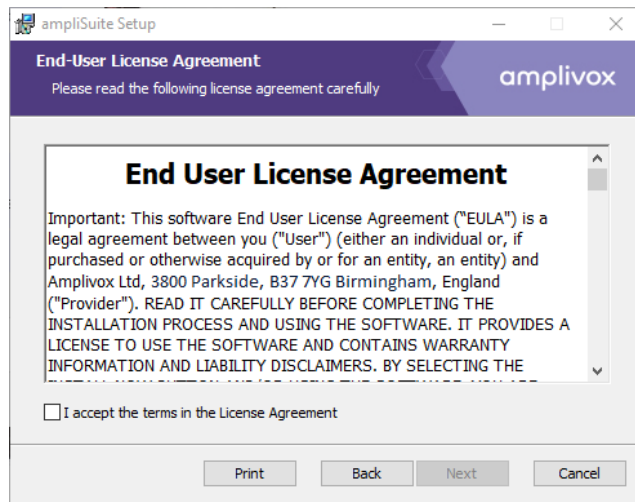 ampliSuite Setup
End-User License Agreement
Please read the following license agreement carefully
amplivox
End User License Agreement
Important: This software End User License Agreement ("EULA") is a
legal agreement between you ("User") (either an individual or, if
purchased or otherwise acquired by or for an entity, an entity) and
Amplivox Ltd, 3800 Parkside, B37 7YG Birmingham, England
("Provider"). READ IT CAREFULLY BEFORE COMPLETING THE
INSTALLATION PROCESS AND USING THE SOFTWARE. IT PROVIDES A
LICENSE TO USE THE SOFTWARE AND CONTAINS WARRANTY
INFORMATION AND LIABILITY DISCLAIMERS. BY SELECTING THE
I accept the terms in the License Agreement
Print
Back
Next
Cancel